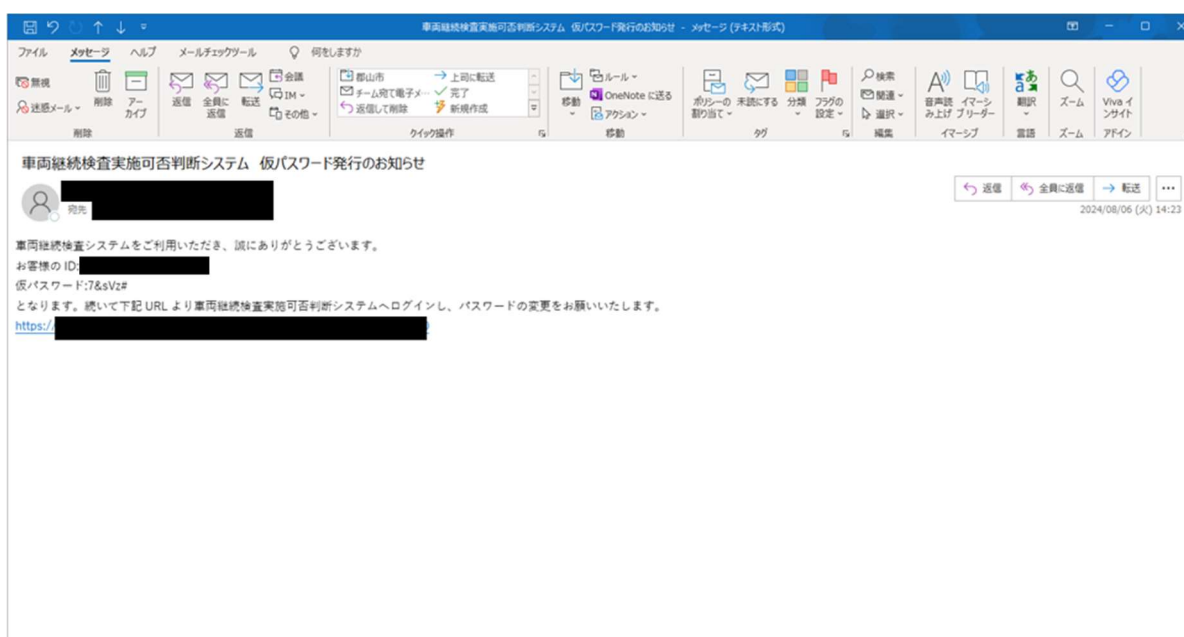 車両継続検査実施可否判断システム 仮パスワード発行のお知らせ - メッセージ (テキスト形式)
ファイル メッセージ ヘルプ メールチェックツール 何をしますか
無視
迷惑メール
削除
アーカイブ
削除
返信
全員に返信
転送
会議
IM
その他
返信
郡山市
チーム宛て電子メ…
返信して削除
上司に転送
完了
新規作成
クイック操作
移動
ルール
OneNote に送る
アクション
移動
ポリシーの割り当て
未読にする
分類
フラグの設定
タグ
検索
関連
選択
編集
音声読み上げ
イマーシブ リーダー
イマーシブ
翻訳
言語
ズーム
ズーム
Viva インサイト
アドイン
車両継続検査実施可否判断システム 仮パスワード発行のお知らせ
宛先
返信 全員に返信 転送
2024/08/06 (火) 14:23
車両継続検査システムをご利用いただき、誠にありがとうございます。
お客様の ID:
仮パスワード:7&sVz#
となります。続いて下記 URL より車両継続検査実施可否判断システムへログインし、パスワードの変更をお願いいたします。
https://